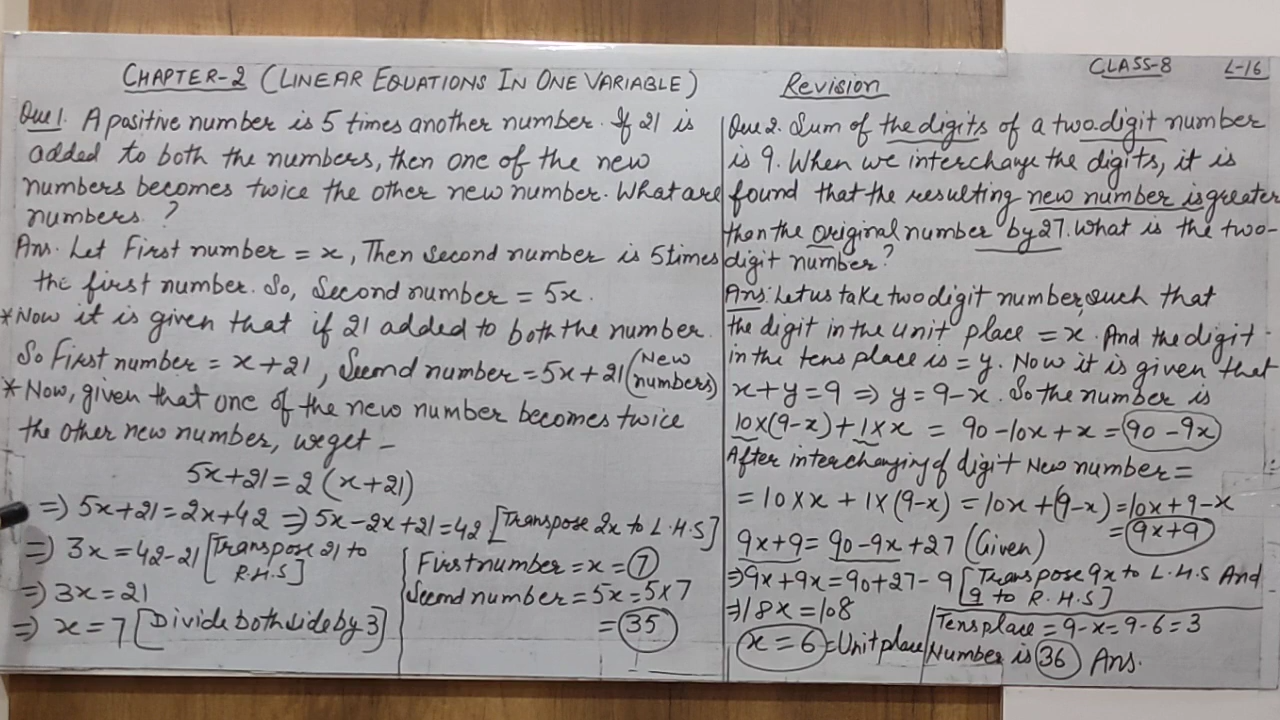 CHAPTER-2 (LINEAR EQUATIONS IN ONE VARIABLE) Revision CLASS-8 L-16
Que 1. A positive number is 5 times another number. If 21 is
added to both the numbers, then one of the new
numbers becomes twice the other new number. What are
numbers ?
Ans. Let First number = x, Then Second number is 5 times
the first number. So, Second number = 5x.
*Now it is given that if 21 added to both the number.
So First number = x+21, Second number = 5x+21 (New numbers)
*Now, given that one of the new number becomes twice
the other new number, we get -
5x+21 = 2 (x+21)
⇒ 5x+21 = 2x+42 ⇒ 5x-2x+21 = 42 [Transpose 2x to L.H.S]
⇒ 3x = 42-21 [Transpose 21 to R.H.S]
⇒ 3x = 21
⇒ x = 7 [Divide both side by 3]
First number = x = 7
Second number = 5x = 5x7
= 35
Que 2. Sum of the digits of a two-digit number
is 9. When we interchange the digits, it is
found that the resulting new number is greater
than the original number by 27. What is the two-
digit number?
Ans: Let us take two digit number, such that
the digit in the unit place = x. And the digit
in the tens place is = y. Now it is given that
x+y=9 ⇒ y=9-x. So the number is
10x(9-x)+1xx = 90-10x+x = 90-9x
After interchanging of digit New number =
= 10xx + 1x(9-x) = 10x+(9-x) = 10x+9-x
= 9x+9
9x+9 = 90-9x+27 (Given)
⇒ 9x+9x = 90+27-9 [Transpose 9x to L.H.S And
9 to R.H.S]
⇒ 18x = 108
x = 6 = Unit place
Tens place = 9-x = 9-6 = 3
Number is 36 Ans.